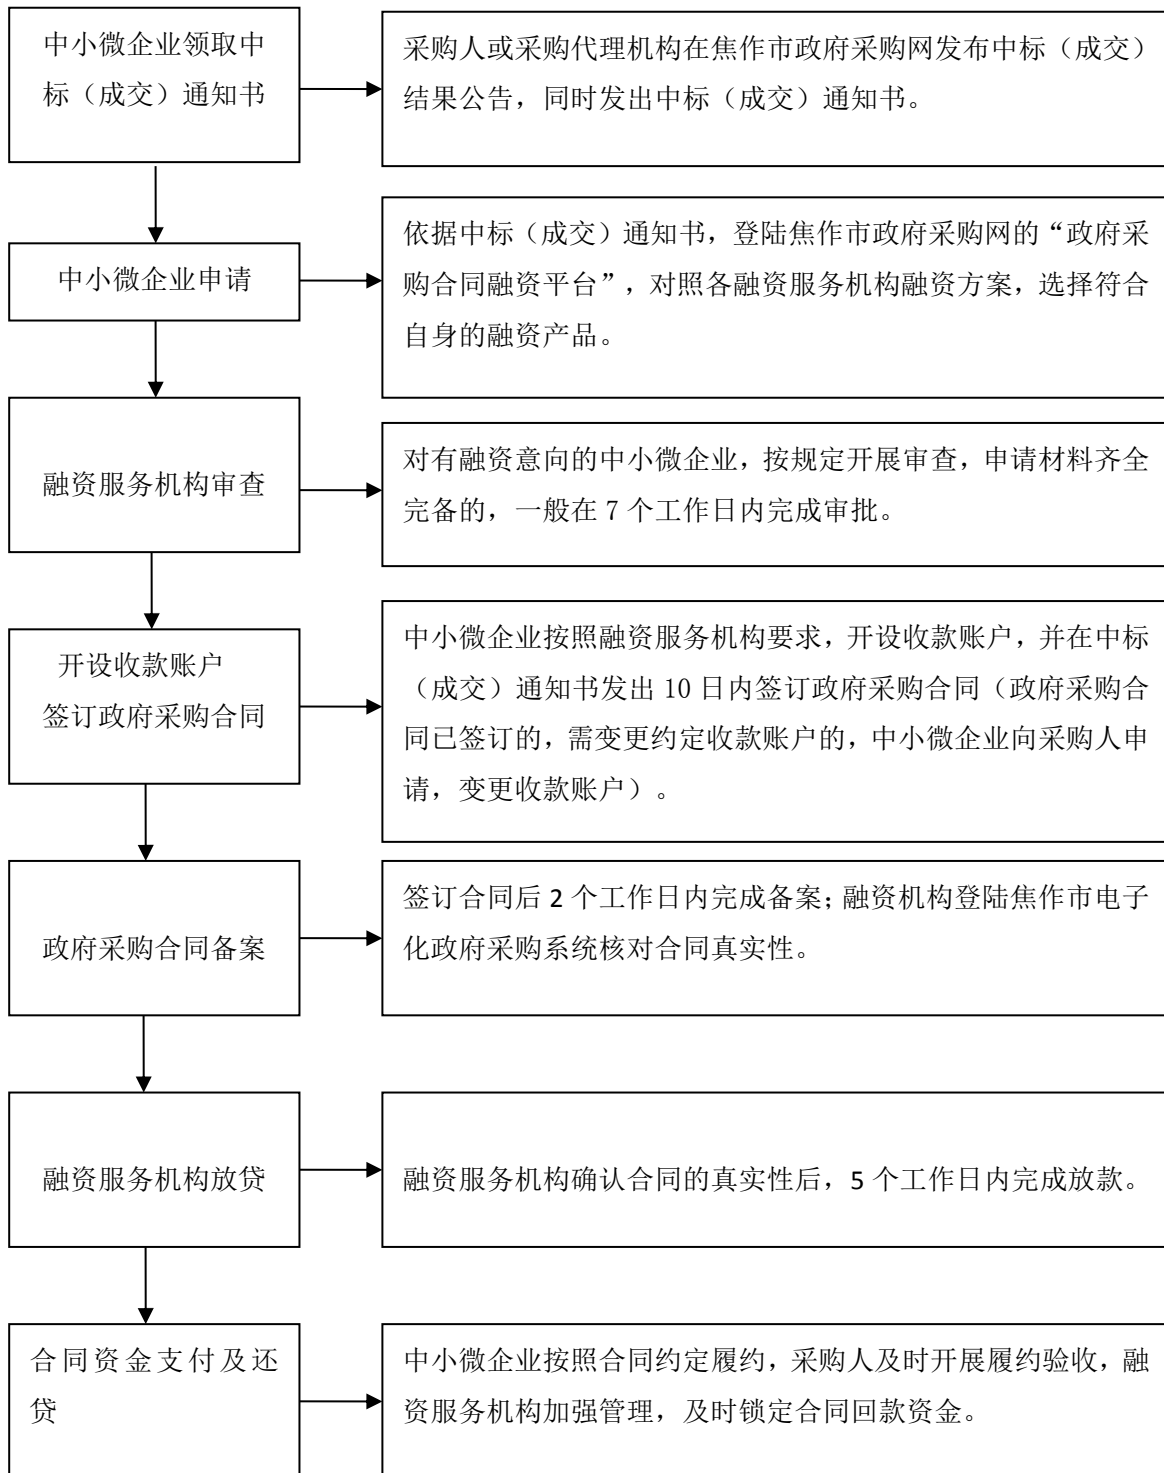 中小微企业领取中
标（成交）通知书
采购人或采购代理机构在焦作市政府采购网发布中标（成交）
结果公告，同时发出中标（成交）通知书。
中小微企业申请
依据中标（成交）通知书，登陆焦作市政府采购网的“政府采
购合同融资平台”，对照各融资服务机构融资方案，选择符合
自身的融资产品。
融资服务机构审查
对有融资意向的中小微企业，按规定开展审查，申请材料齐全
完备的，一般在 7 个工作日内完成审批。
开设收款账户
签订政府采购合同
中小微企业按照融资服务机构要求，开设收款账户，并在中标
（成交）通知书发出 10 日内签订政府采购合同（政府采购合
同已签订的，需变更约定收款账户的，中小微企业向采购人申
请，变更收款账户）。
政府采购合同备案
签订合同后 2 个工作日内完成备案；融资机构登陆焦作市电子
化政府采购系统核对合同真实性。
融资服务机构放贷
融资服务机构确认合同的真实性后，5 个工作日内完成放款。
合同资金支付及还
贷
中小微企业按照合同约定履约，采购人及时开展履约验收，融
资服务机构加强管理，及时锁定合同回款资金。